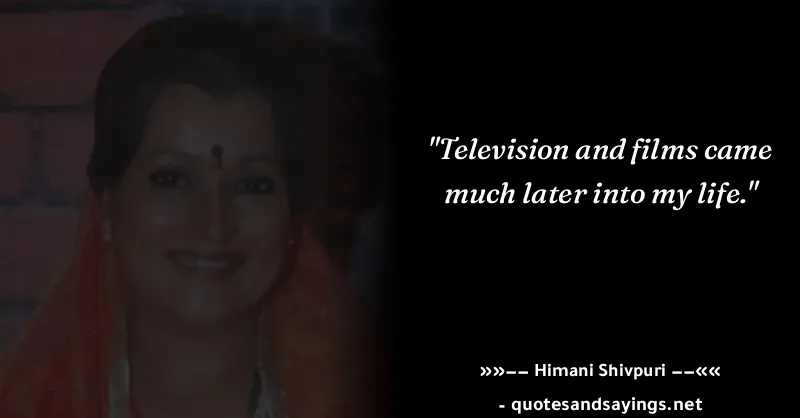 "Television and films came
much later into my life."
»»−− Himani Shivpuri −−««
- quotesandsayings.net